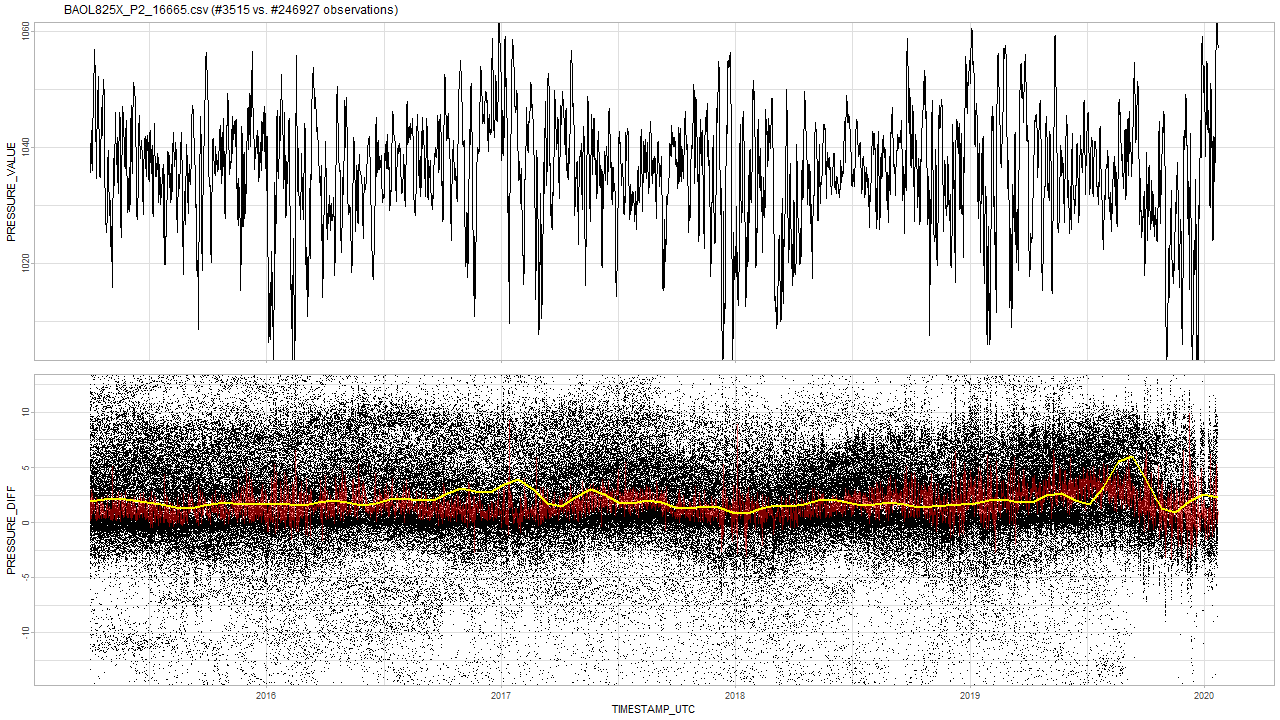 BAOL825X_P2_16665.csv (#3515 vs. #246927 observations)
PRESSURE_VALUE
1060
1040
1020
PRESSURE_DIFF
10
5
0
-5
-10
2016 2017 2018 2019 2020
TIMESTAMP_UTC